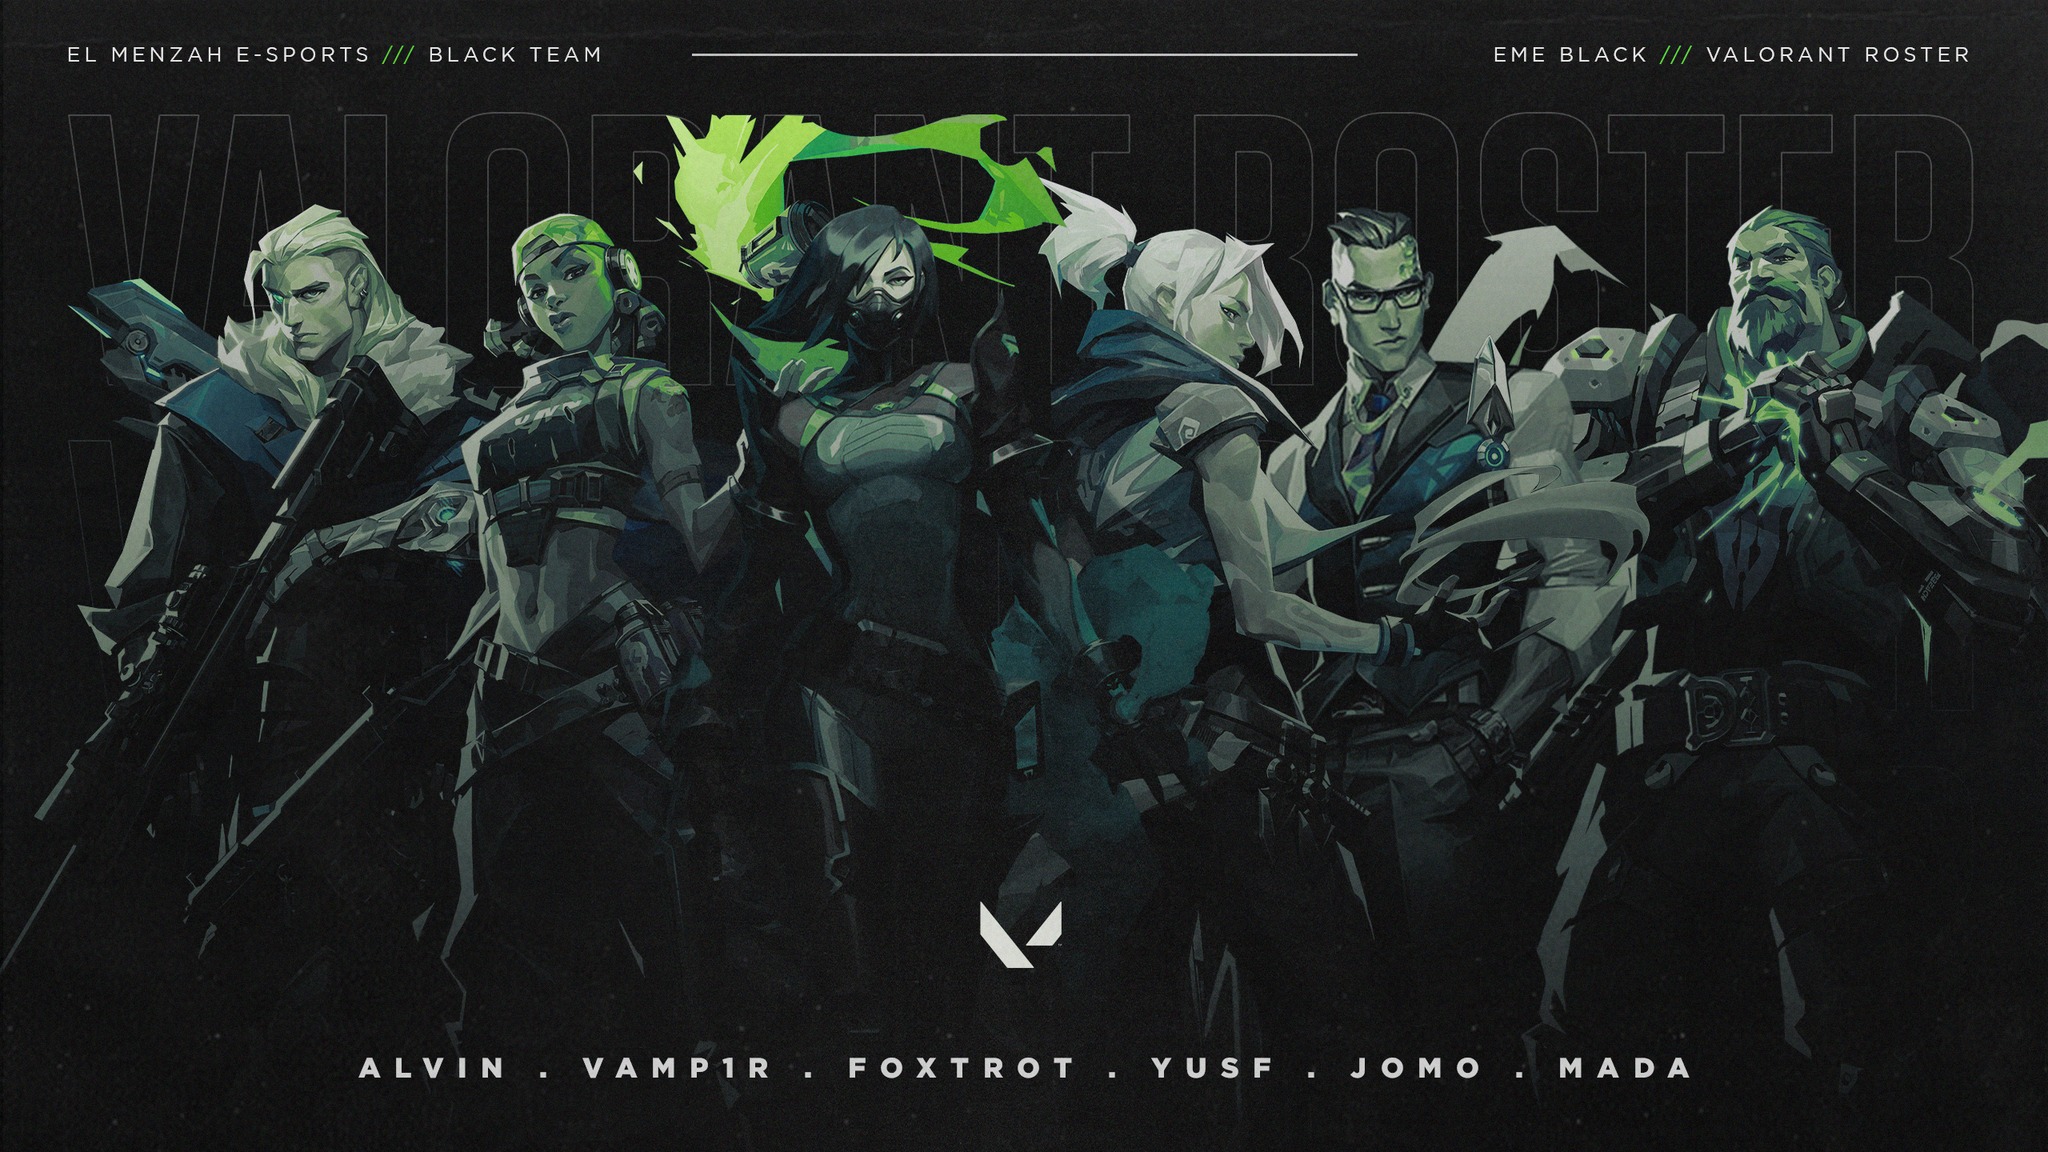 EL MENZAH E-SPORTS /// BLACK TEAM
EME BLACK /// VALORANT ROSTER
VALORANT ROSTER
ALVIN . VAMP1R . FOXTROT . YUSF . JOMO . MADA